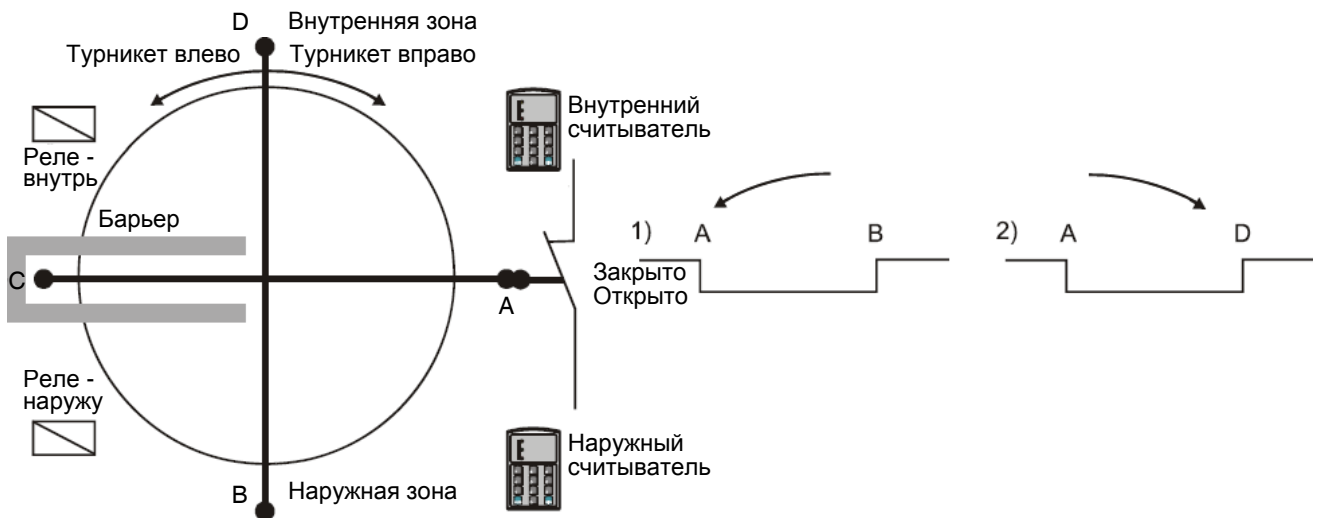 D
Внутренняя зона
Турникет влево
Турникет вправо
Реле -
внутрь
Внутренний
считыватель
Барьер
C
A
Закрыто
Открыто
1)
A
B
2)
A
D
Реле -
наружу
Наружный
считыватель
B
Наружная зона
E
E